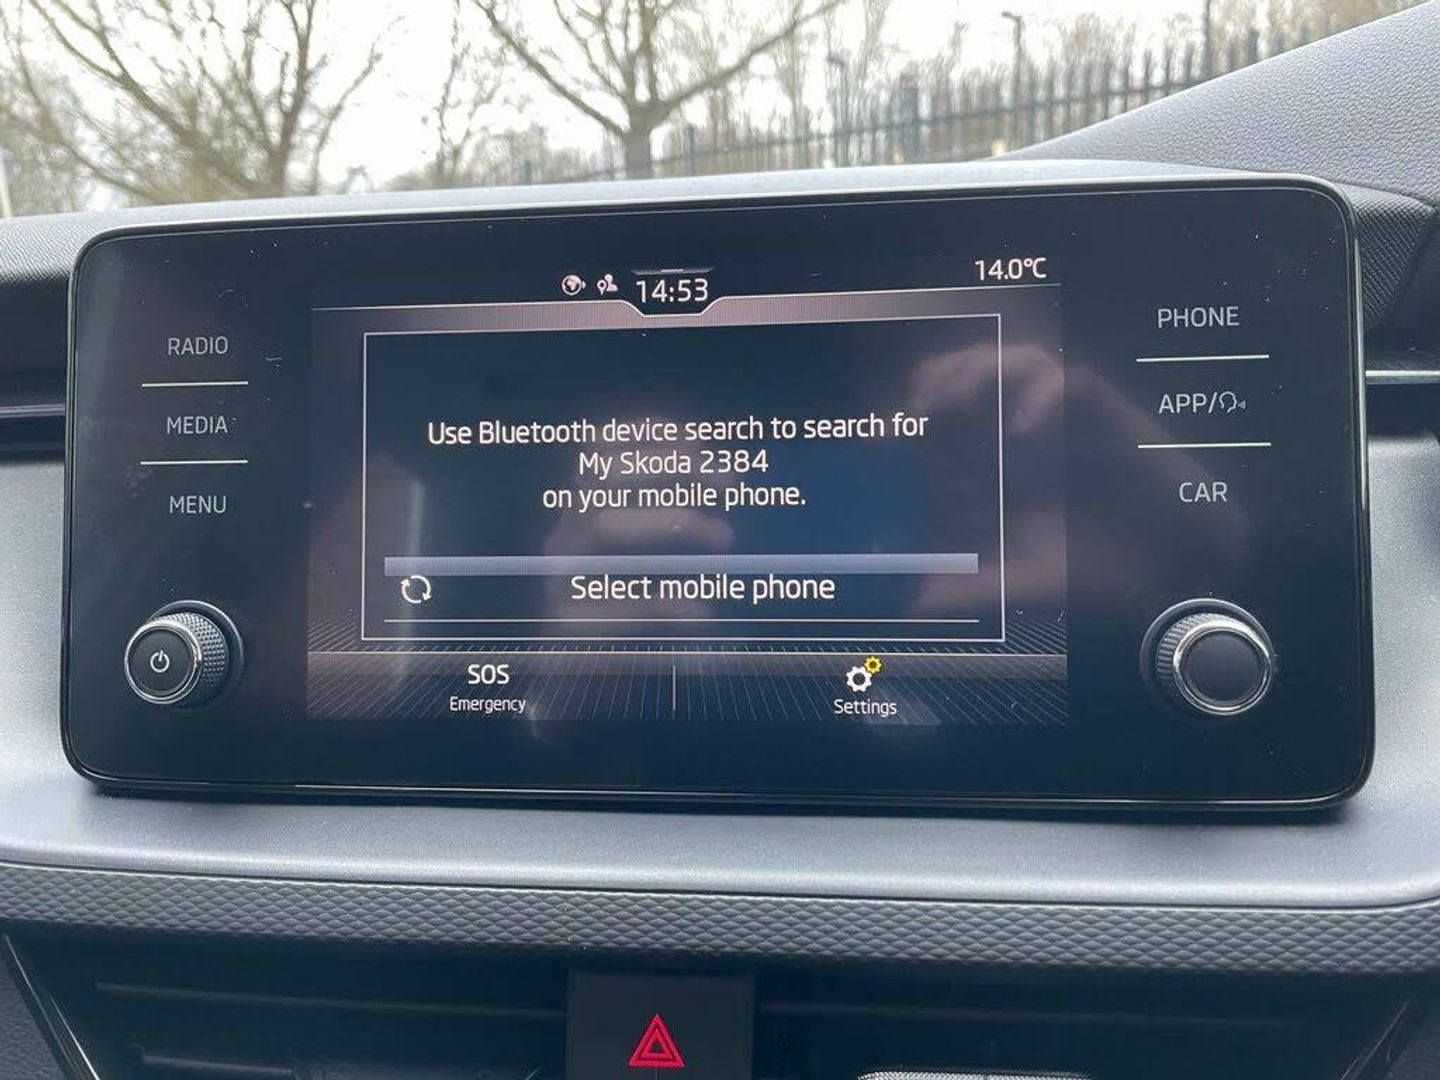 14:53
14.0°C
RADIO
MEDIA
MENU
Use Bluetooth device search to search for
My Skoda 2384
on your mobile phone.
Select mobile phone
SOS
Emergency
Settings
PHONE
APP/
CAR